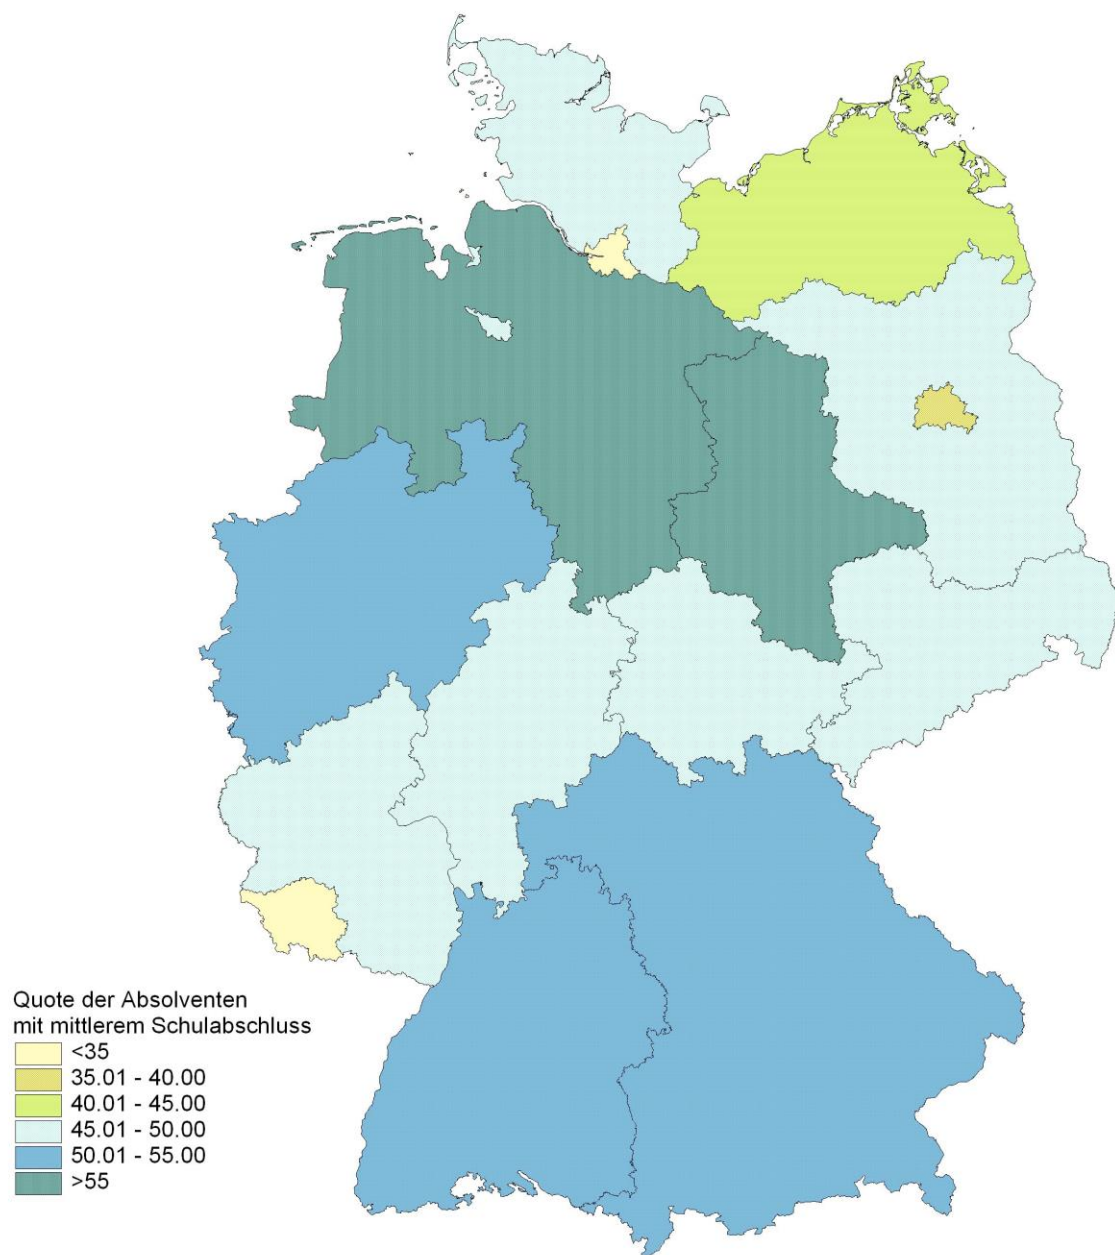 Quote der Absolventen
mit mittlerem Schulabschluss
<35
35.01 - 40.00
40.01 - 45.00
45.01 - 50.00
50.01 - 55.00
>55